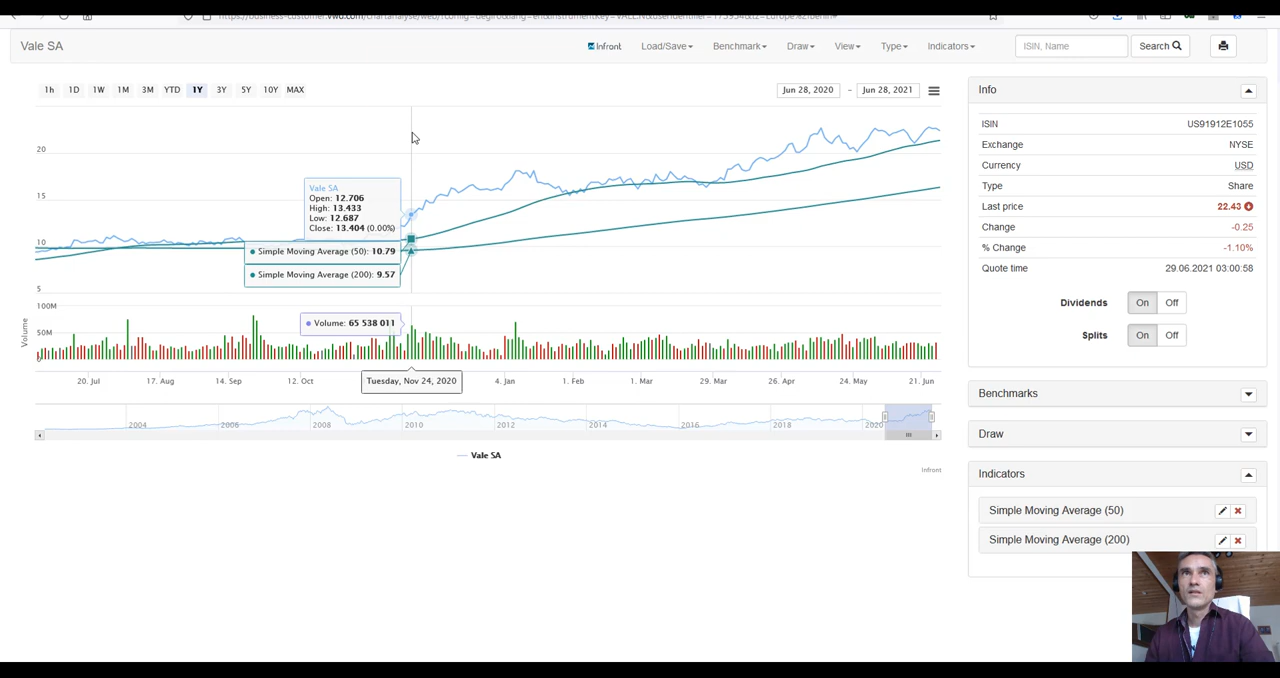 Vale SA
Infront
Load/Save
Benchmark
Draw
View
Type
Indicators
ISIN, Name
Search
1h 1D 1W 1M 3M YTD 1Y 3Y 5Y 10Y MAX
Jun 28, 2020 - Jun 28, 2021
20
15
10
5
Vale SA
Open: 12.706
High: 13.433
Low: 12.687
Close: 13.404 (0.00%)
Simple Moving Average (50): 10.79
Simple Moving Average (200): 9.57
100M
50M
0
Volume
Volume: 65 538 011
20. Jul 17. Aug 14. Sep 12. Oct Tuesday, Nov 24, 2020 4. Jan 1. Feb 1. Mar 29. Mar 26. Apr 24. May 21. Jun
2004 2006 2008 2010 2012 2014 2016 2018 2020
Vale SA
Infront
Info
ISIN US91912E1055
Exchange NYSE
Currency USD
Type Share
Last price 22.43
Change -0.25
% Change -1.10%
Quote time 29.06.2021 03:00:58
Dividends On Off
Splits On Off
Benchmarks
Draw
Indicators
Simple Moving Average (50)
Simple Moving Average (200)